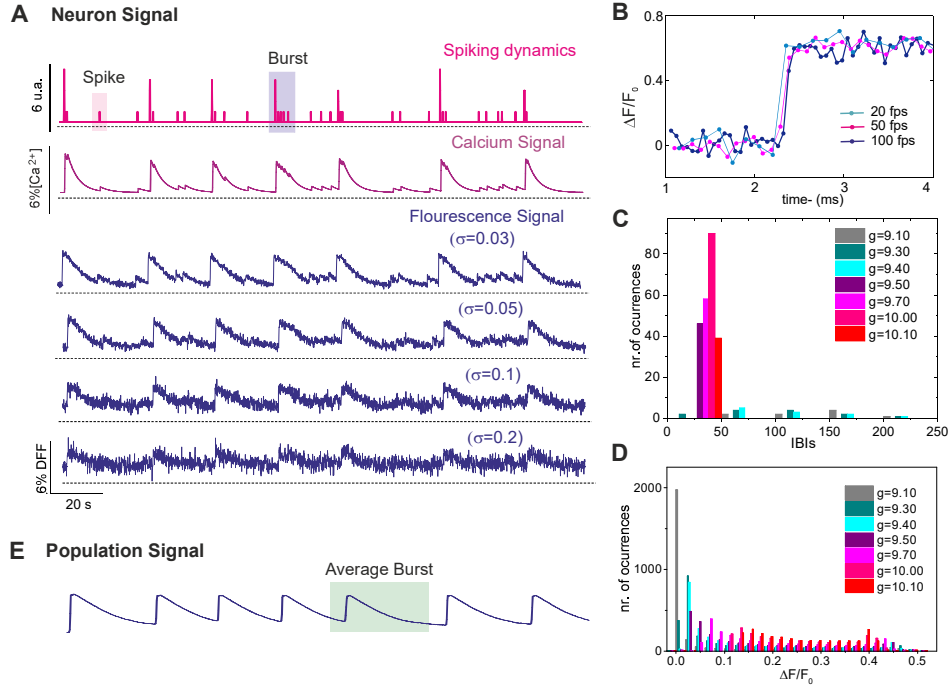 A Neuron Signal
Spiking dynamics
Burst
Spike
6 u.a.
Calcium Signal
6%[Ca2+]
Flourescence Signal
(σ=0.03)
(σ=0.05)
(σ=0.1)
(σ=0.2)
6% DFF
20 s
E Population Signal
Average Burst
B
0.8
0.4
0
ΔF/F0
20 fps
50 fps
100 fps
1 2 3 4
time- (ms)
C
80
60
40
20
0
nr.of ocurrences
g=9.10
g=9.30
g=9.40
g=9.50
g=9.70
g=10.00
g=10.10
0 50 100 150 200 250
IBIs
D
2000
1000
0
nr. of ocurrences
g=9.10
g=9.30
g=9.40
g=9.50
g=9.70
g=10.00
g=10.10
0.0 0.1 0.2 0.3 0.4 0.5
ΔF/F0